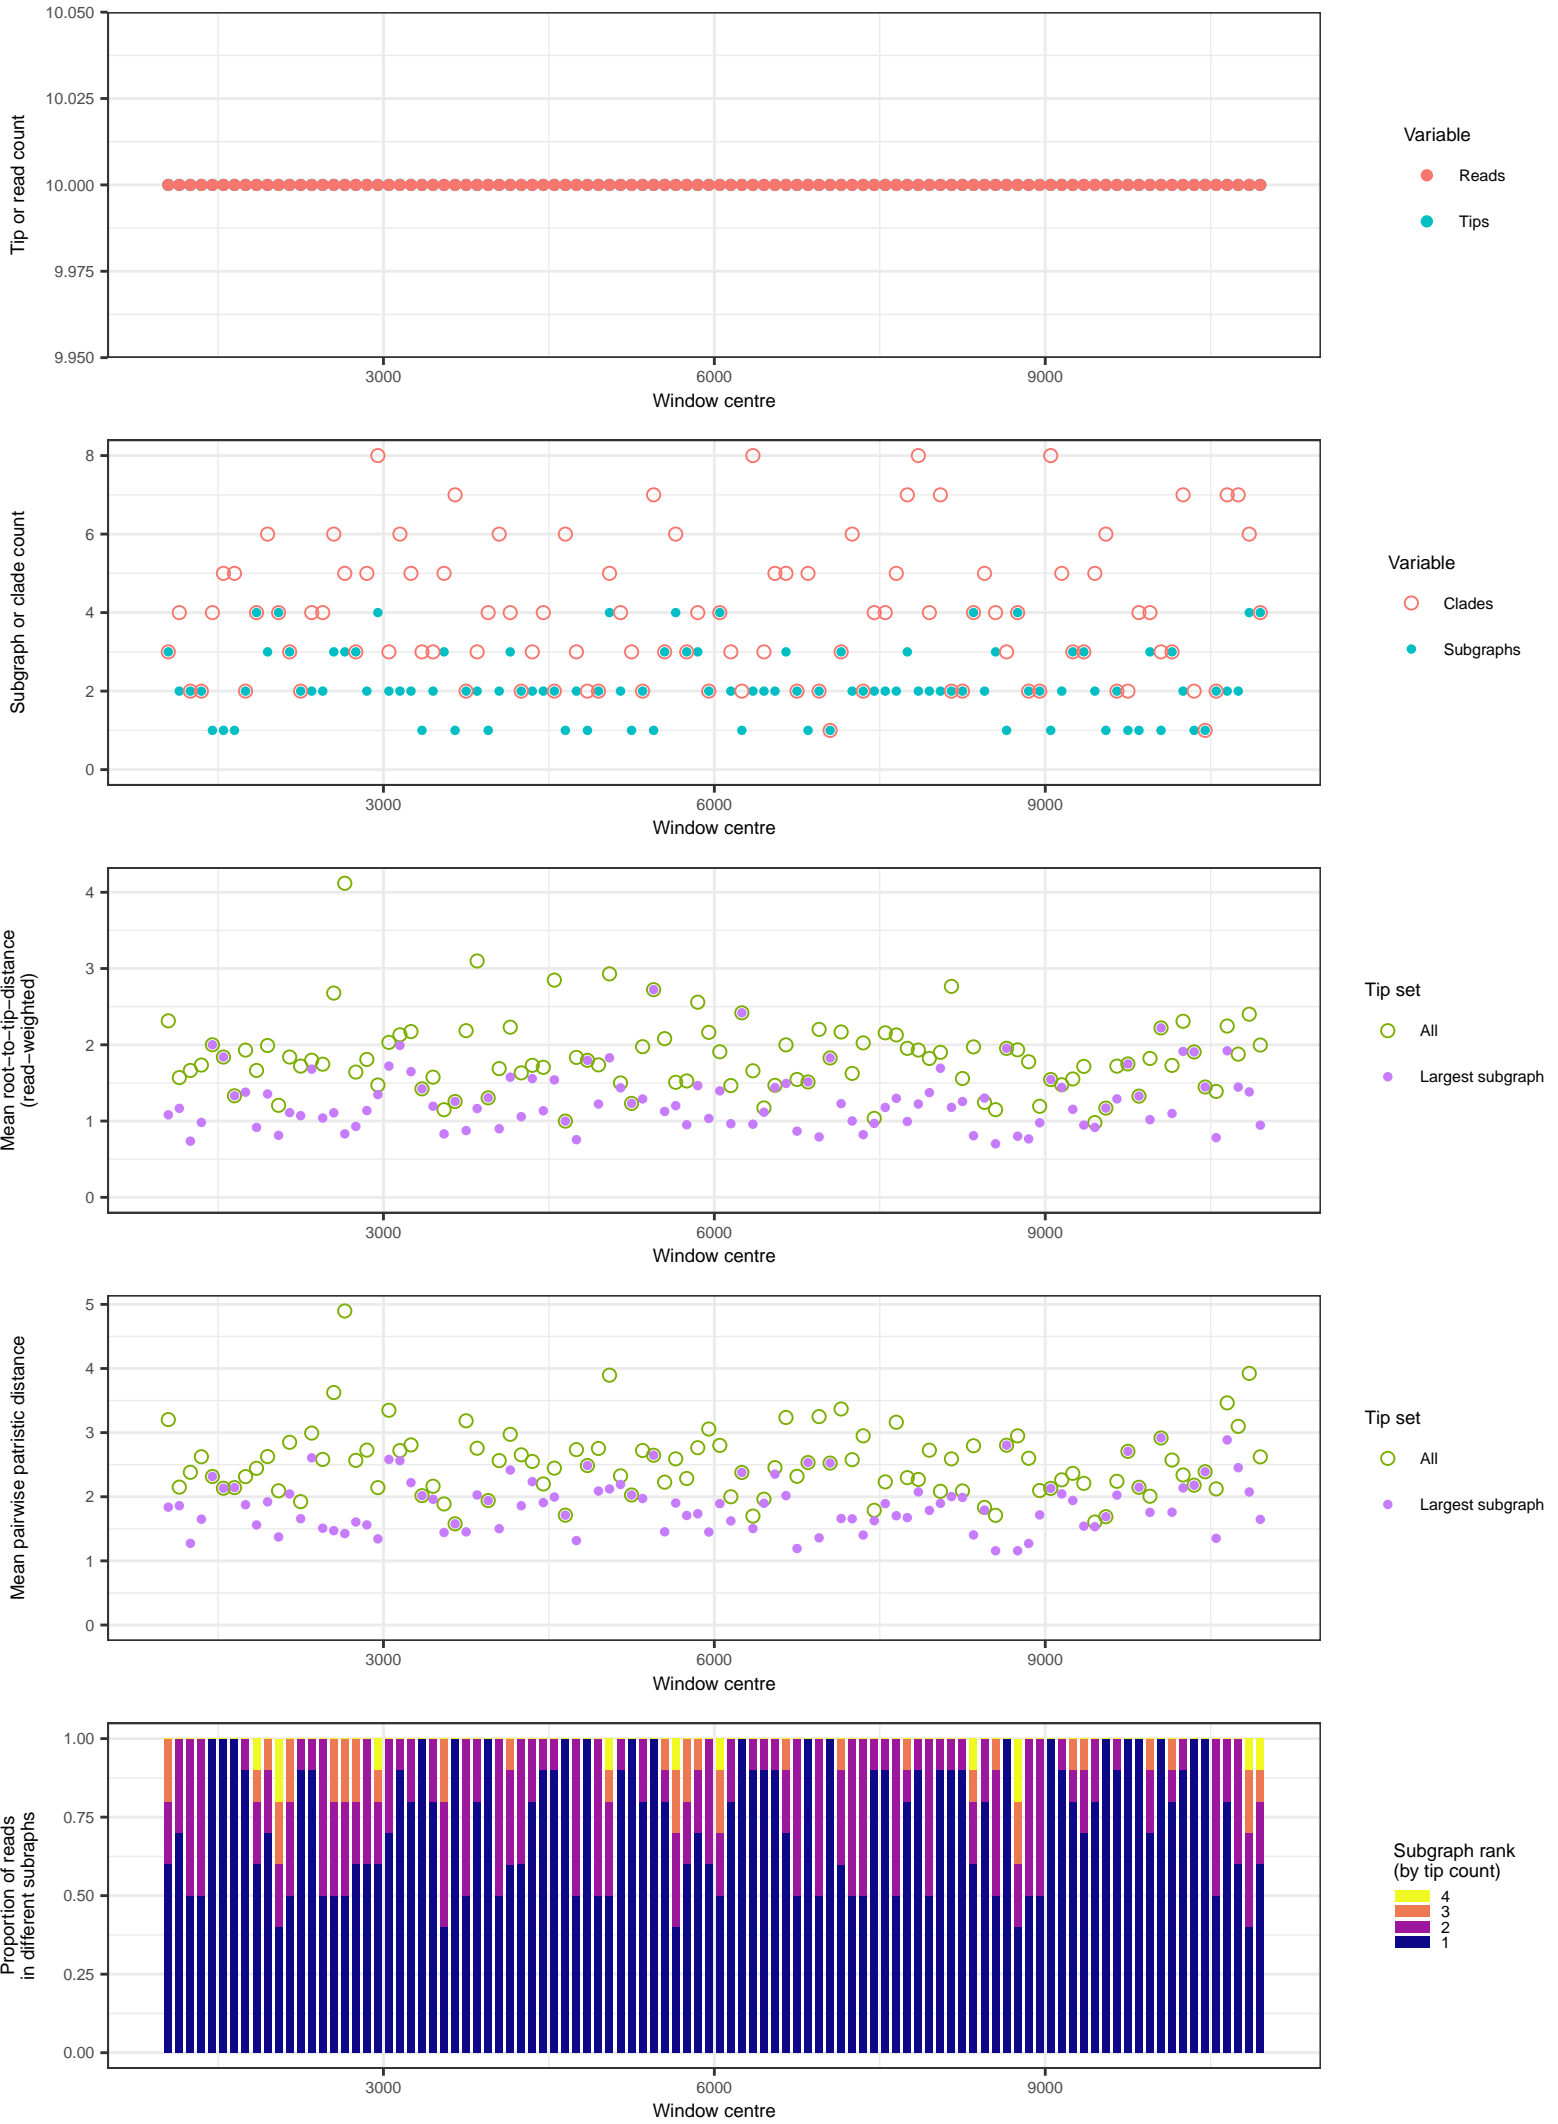 10.050
10.025
10.000
9.975
9.950
Tip or read count
3000
6000
9000
Window centre
Variable
Reads
Tips
8
6
4
2
0
Subgraph or clade count
3000
6000
9000
Window centre
Variable
Clades
Subgraphs
4
3
2
1
0
Mean root−to−tip−distance
(read−weighted)
3000
6000
9000
Window centre
Tip set
All
Largest subgraph
5
4
3
2
1
0
Mean pairwise patristic distance
3000
6000
9000
Window centre
Tip set
All
Largest subgraph
1.00
0.75
0.50
0.25
0.00
Proportion of reads
in different subraphs
3000
6000
9000
Window centre
Subgraph rank
(by tip count)
4
3
2
1